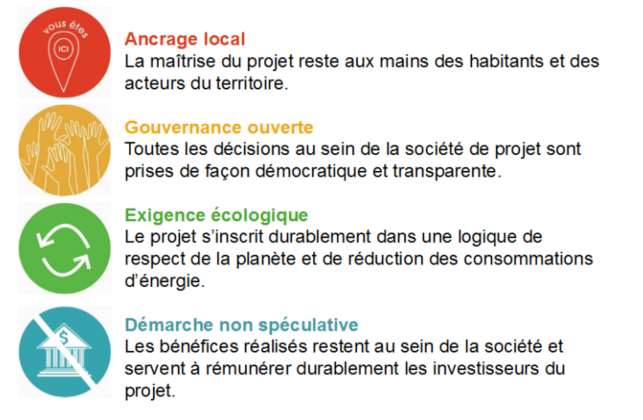 vous êtes
ICI
Ancrage local
La maîtrise du projet reste aux mains des habitants et des
acteurs du territoire.
Gouvernance ouverte
Toutes les décisions au sein de la société de projet sont
prises de façon démocratique et transparente.
Exigence écologique
Le projet s’inscrit durablement dans une logique de
respect de la planète et de réduction des consommations
d’énergie.
$
Démarche non spéculative
Les bénéfices réalisés restent au sein de la société et
servent à rémunérer durablement les investisseurs du
projet.